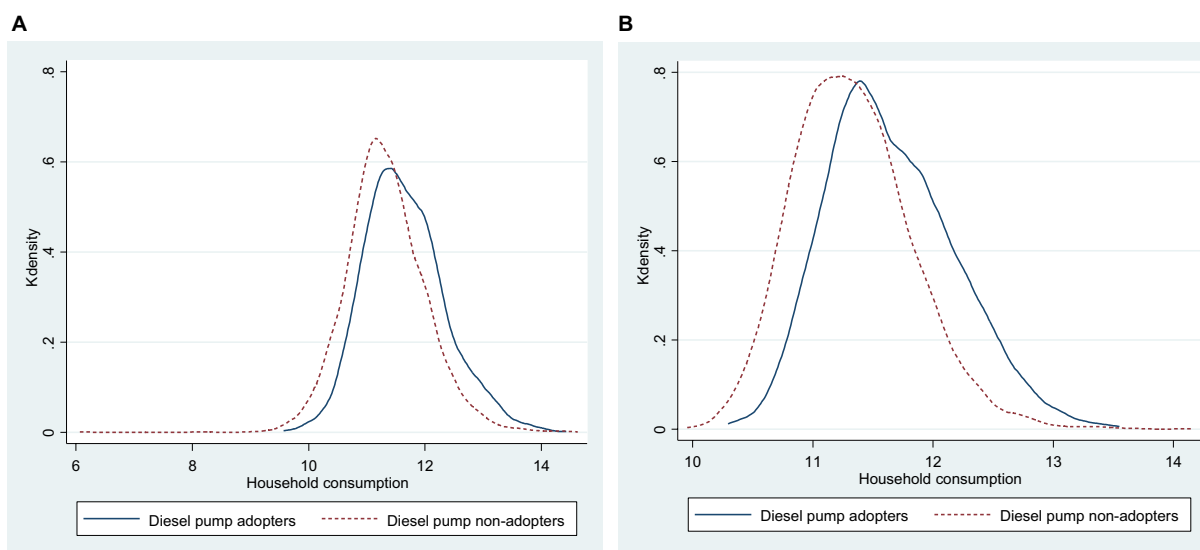 A
.8
.6
.4
.2
0
Kdensity
6 8 10 12 14
Household consumption
Diesel pump adopters Diesel pump non-adopters
B
.8
.6
.4
.2
0
Kdensity
10 11 12 13 14
Household consumption
Diesel pump adopters Diesel pump non-adopters